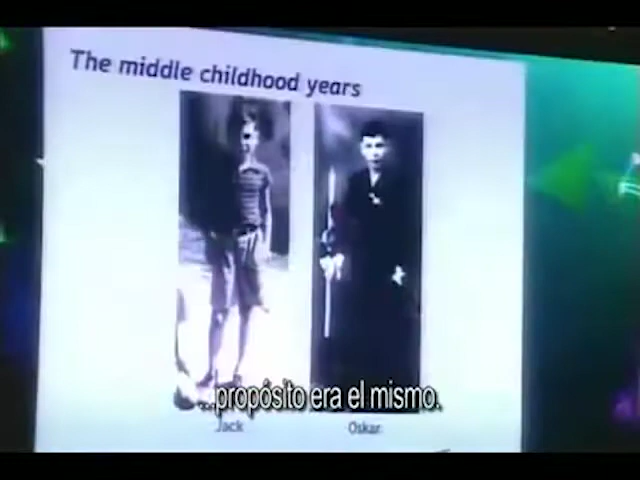 The middle childhood years
...propósito era el mismo.
Jack
Oskar